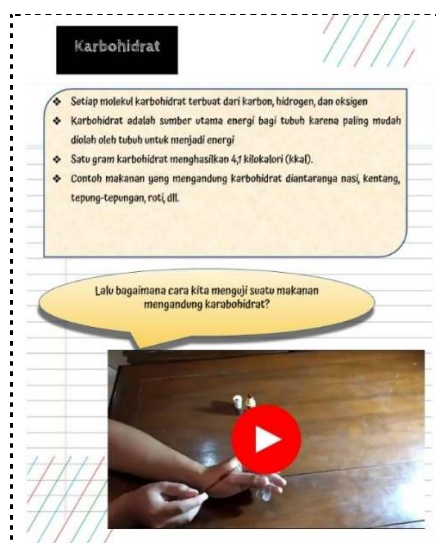 Karbohidrat
❖ Setiap molekul karbohidrat terbuat dari karbon, hidrogen, dan oksigen
❖ Karbohidrat adalah sumber utama energi bagi tubuh karena paling mudah
diolah oleh tubuh untuk menjadi energi
❖ Satu gram karbohidrat menghasilkan 4,1 kilokalori (kkal).
❖ Contoh makanan yang mengandung karbohidrat diantaranya nasi, kentang,
tepung-tepungan, roti, dll.
Lalu bagaimana cara kita menguji suatu makanan
mengandung karabohidrat?